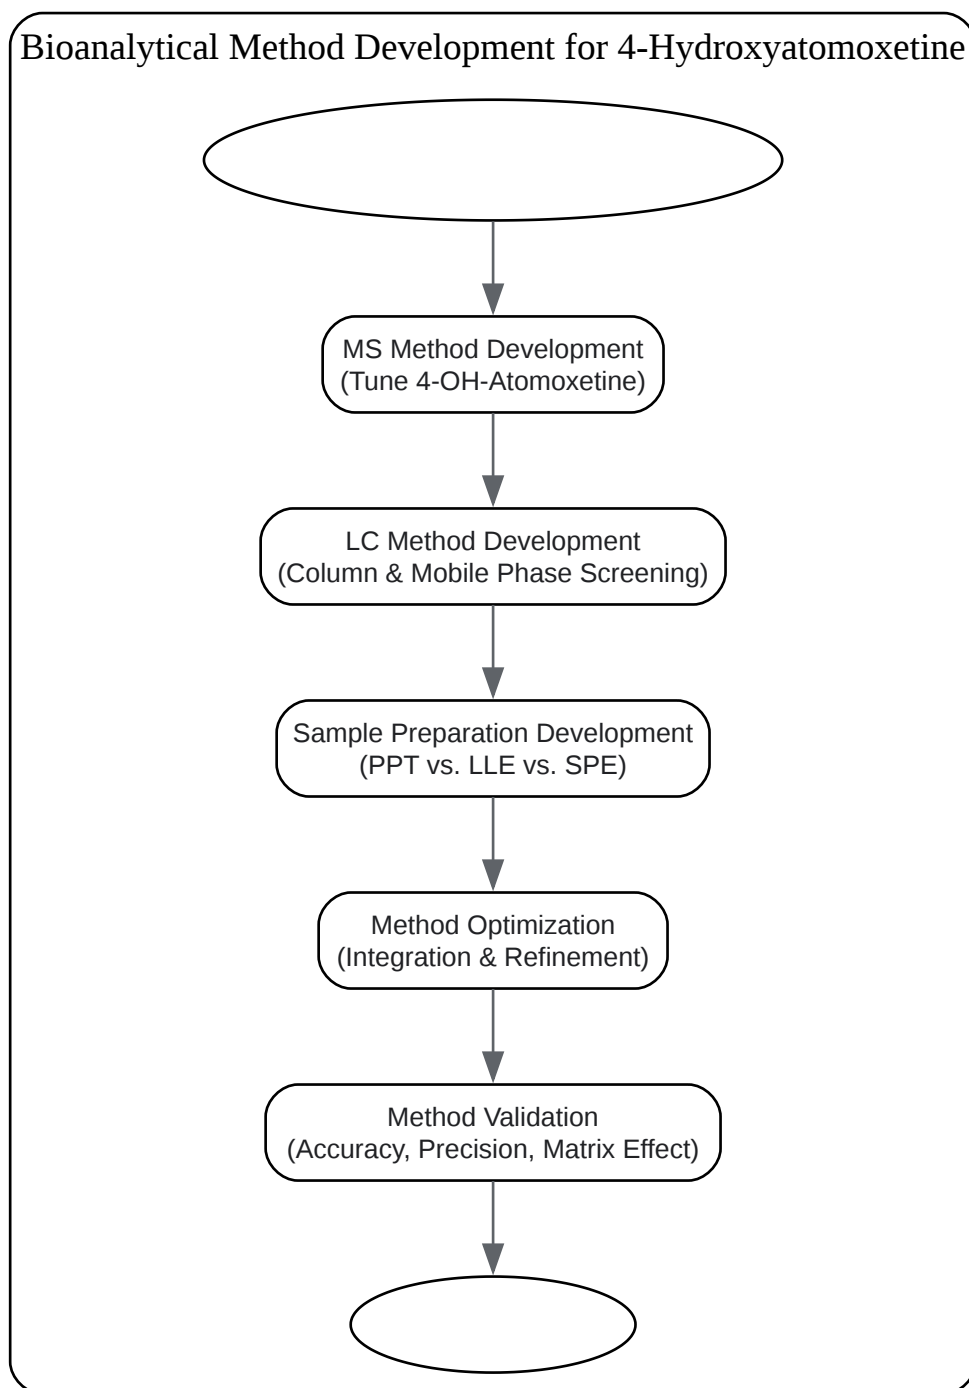 Bioanalytical Method Development for 4-Hydroxyatomoxetine
MS Method Development
(Tune 4-OH-Atomoxetine)
LC Method Development
(Column & Mobile Phase Screening)
Sample Preparation Development
(PPT vs. LLE vs. SPE)
Method Optimization
(Integration & Refinement)
Method Validation
(Accuracy, Precision, Matrix Effect)